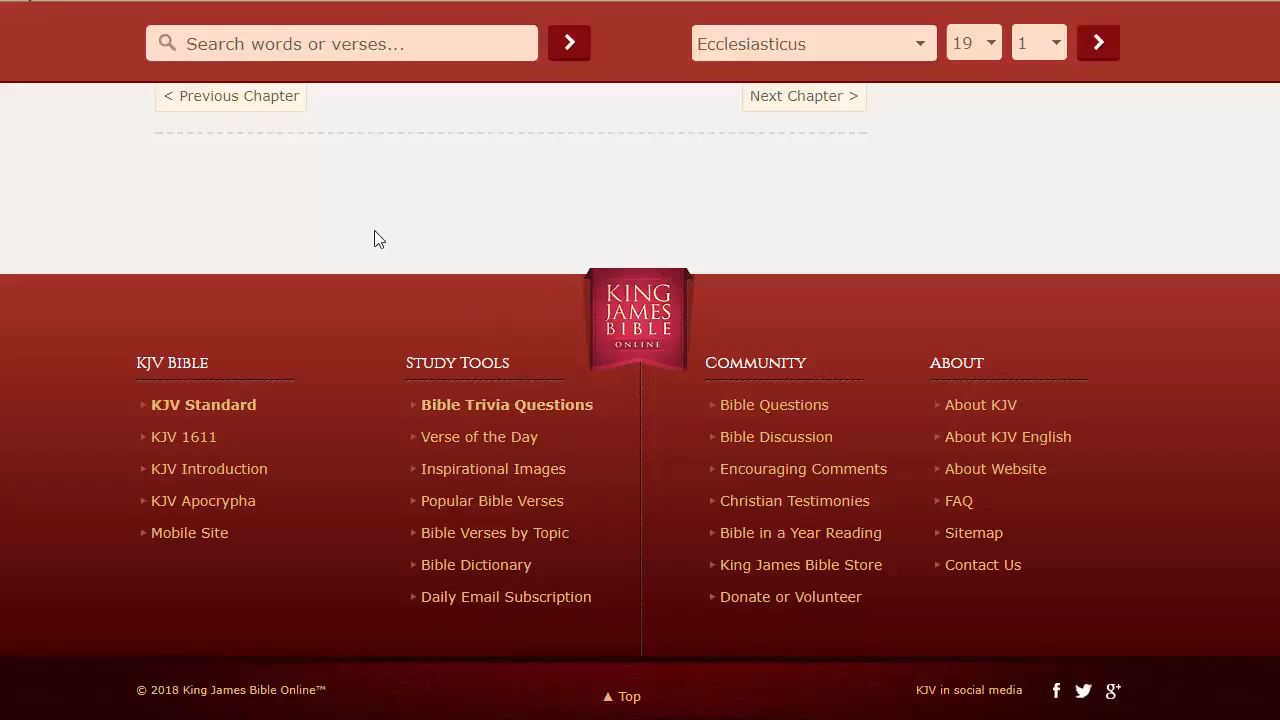 Search words or verses...
Ecclesiasticus
19
1
< Previous Chapter
Next Chapter >
KING
JAMES
BIBLE
ONLINE
KJV BIBLE
KJV Standard
KJV 1611
KJV Introduction
KJV Apocrypha
Mobile Site
STUDY TOOLS
Bible Trivia Questions
Verse of the Day
Inspirational Images
Popular Bible Verses
Bible Verses by Topic
Bible Dictionary
Daily Email Subscription
COMMUNITY
Bible Questions
Bible Discussion
Encouraging Comments
Christian Testimonies
Bible in a Year Reading
King James Bible Store
Donate or Volunteer
ABOUT
About KJV
About KJV English
About Website
FAQ
Sitemap
Contact Us
© 2018 King James Bible Online™
▲ Top
KJV in social media